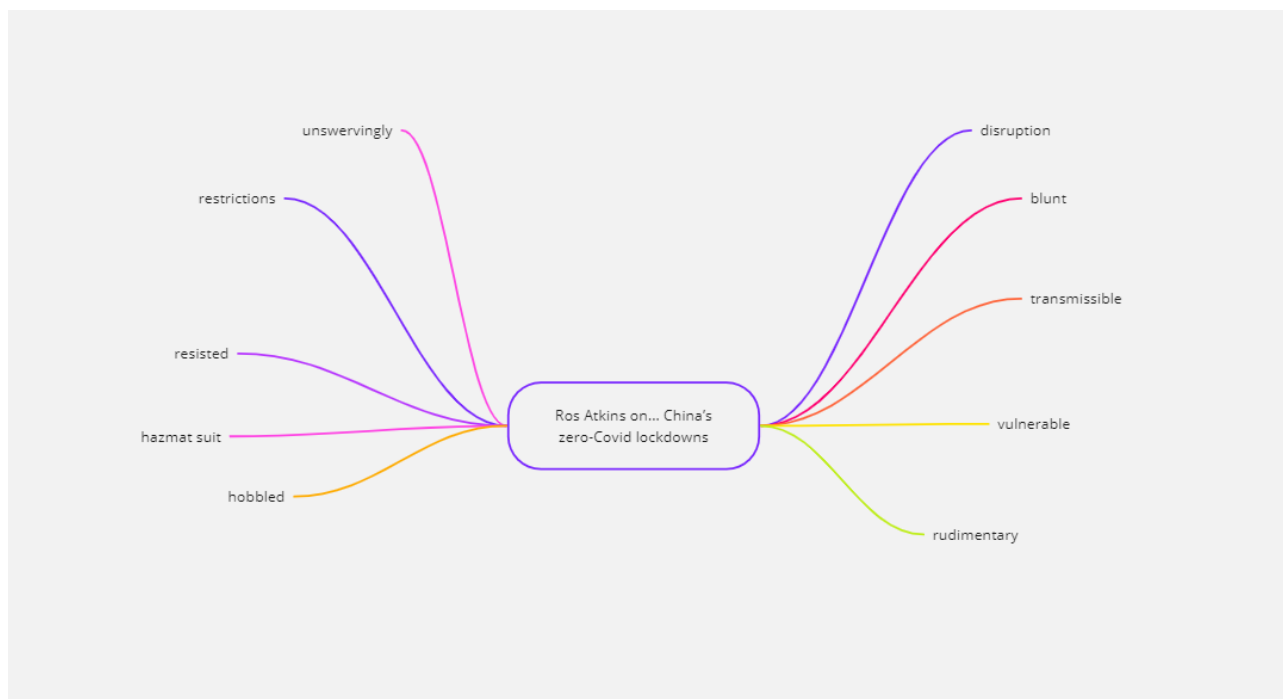 unswervingly
restrictions
resisted
hazmat suit
hobbled
Ros Atkins on... China’s
zero-Covid lockdowns
disruption
blunt
transmissible
vulnerable
rudimentary